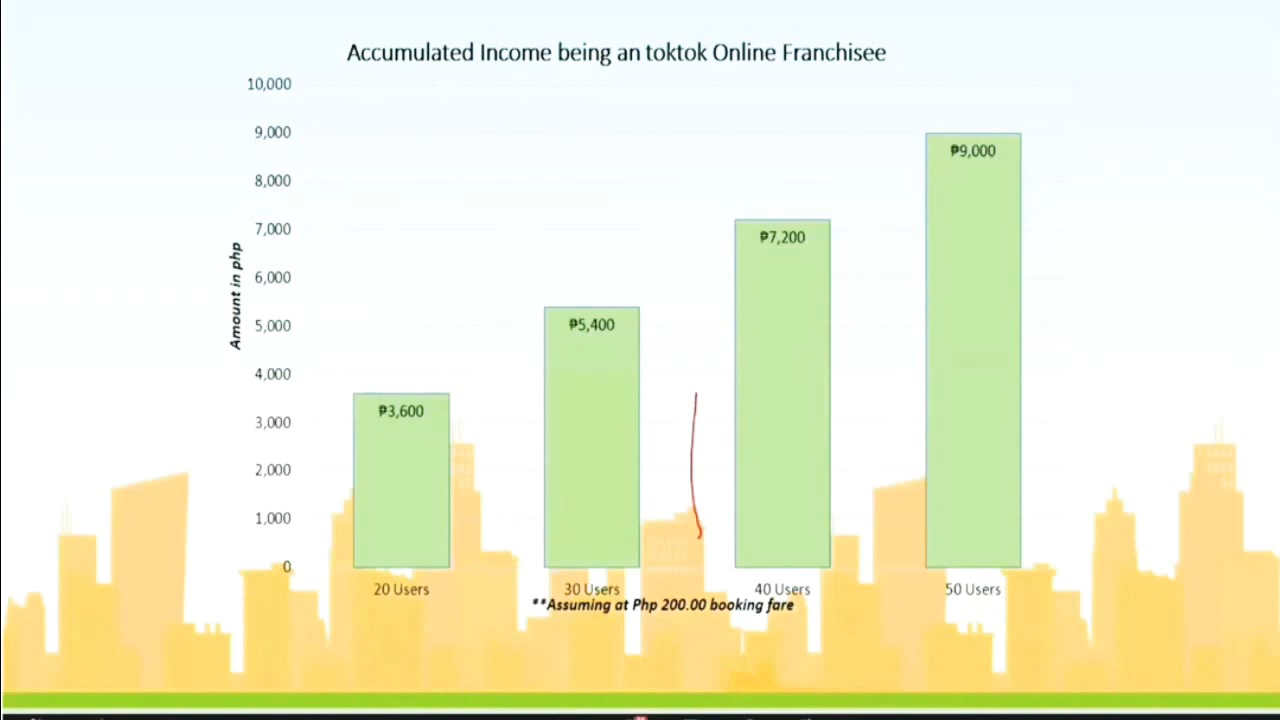 Accumulated Income being an toktok Online Franchisee
10,000
9,000
8,000
7,000
6,000
5,000
4,000
3,000
2,000
1,000
0
Amount in php
₱3,600
₱5,400
₱7,200
₱9,000
20 Users
30 Users
40 Users
50 Users
**Assuming at Php 200.00 booking fare